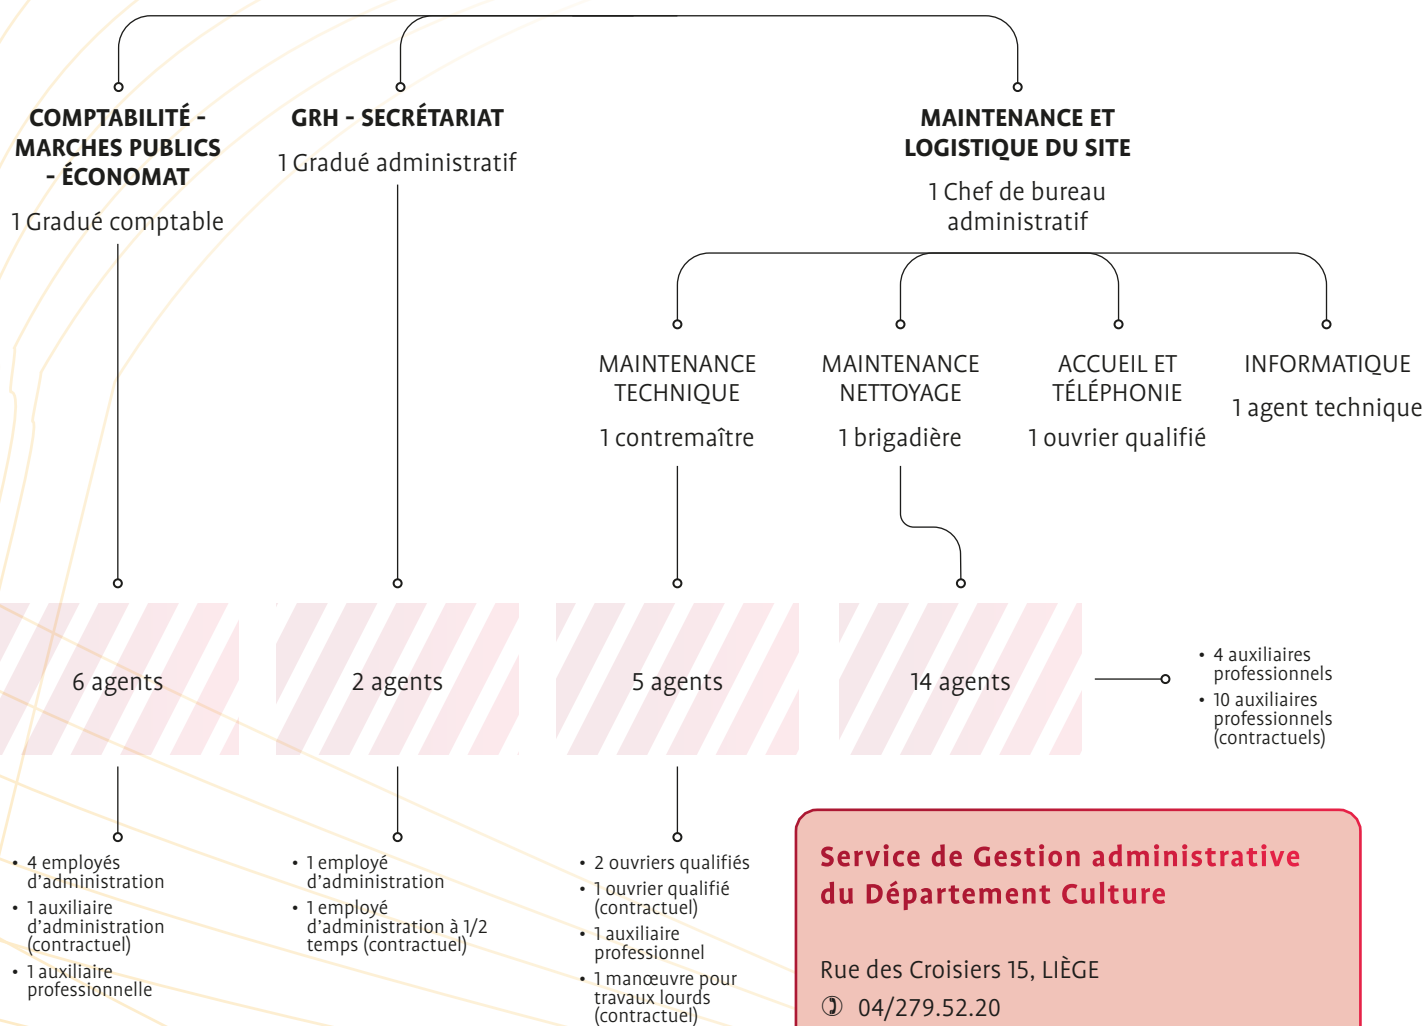 COMPTABILITÉ -
MARCHES PUBLICS
- ÉCONOMAT
1 Gradué comptable
GRH - SECRÉTARIAT
1 Gradué administratif
MAINTENANCE ET
LOGISTIQUE DU SITE
1 Chef de bureau
administratif
MAINTENANCE
TECHNIQUE
1 contremaître
MAINTENANCE
NETTOYAGE
1 brigadière
ACCUEIL ET
TÉLÉPHONIE
1 ouvrier qualifié
INFORMATIQUE
1 agent technique
6 agents
2 agents
5 agents
14 agents
• 4 auxiliaires
professionnels
• 10 auxiliaires
professionnels
(contractuels)
• 4 employés
d'administration
• 1 auxiliaire
d'administration
(contractuel)
• 1 auxiliaire
professionnelle
• 1 employé
d'administration
• 1 employé
d'administration à 1/2
temps (contractuel)
• 2 ouvriers qualifiés
• 1 ouvrier qualifié
(contractuel)
• 1 auxiliaire
professionnel
• 1 manœuvre pour
travaux lourds
(contractuel)
Service de Gestion administrative
du Département Culture
Rue des Croisiers 15, LIÈGE
✆ 04/279.52.20